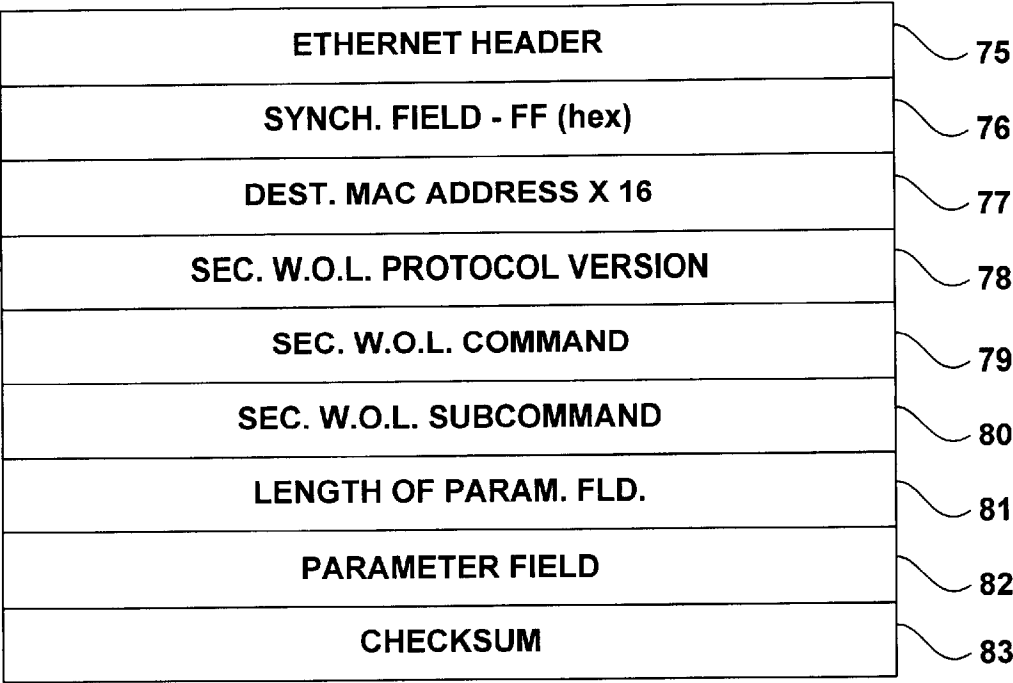 ETHERNET HEADER 75
SYNCH. FIELD - FF (hex) 76
DEST. MAC ADDRESS X 16 77
SEC. W.O.L. PROTOCOL VERSION 78
SEC. W.O.L. COMMAND 79
SEC. W.O.L. SUBCOMMAND 80
LENGTH OF PARAM. FLD. 81
PARAMETER FIELD 82
CHECKSUM 83